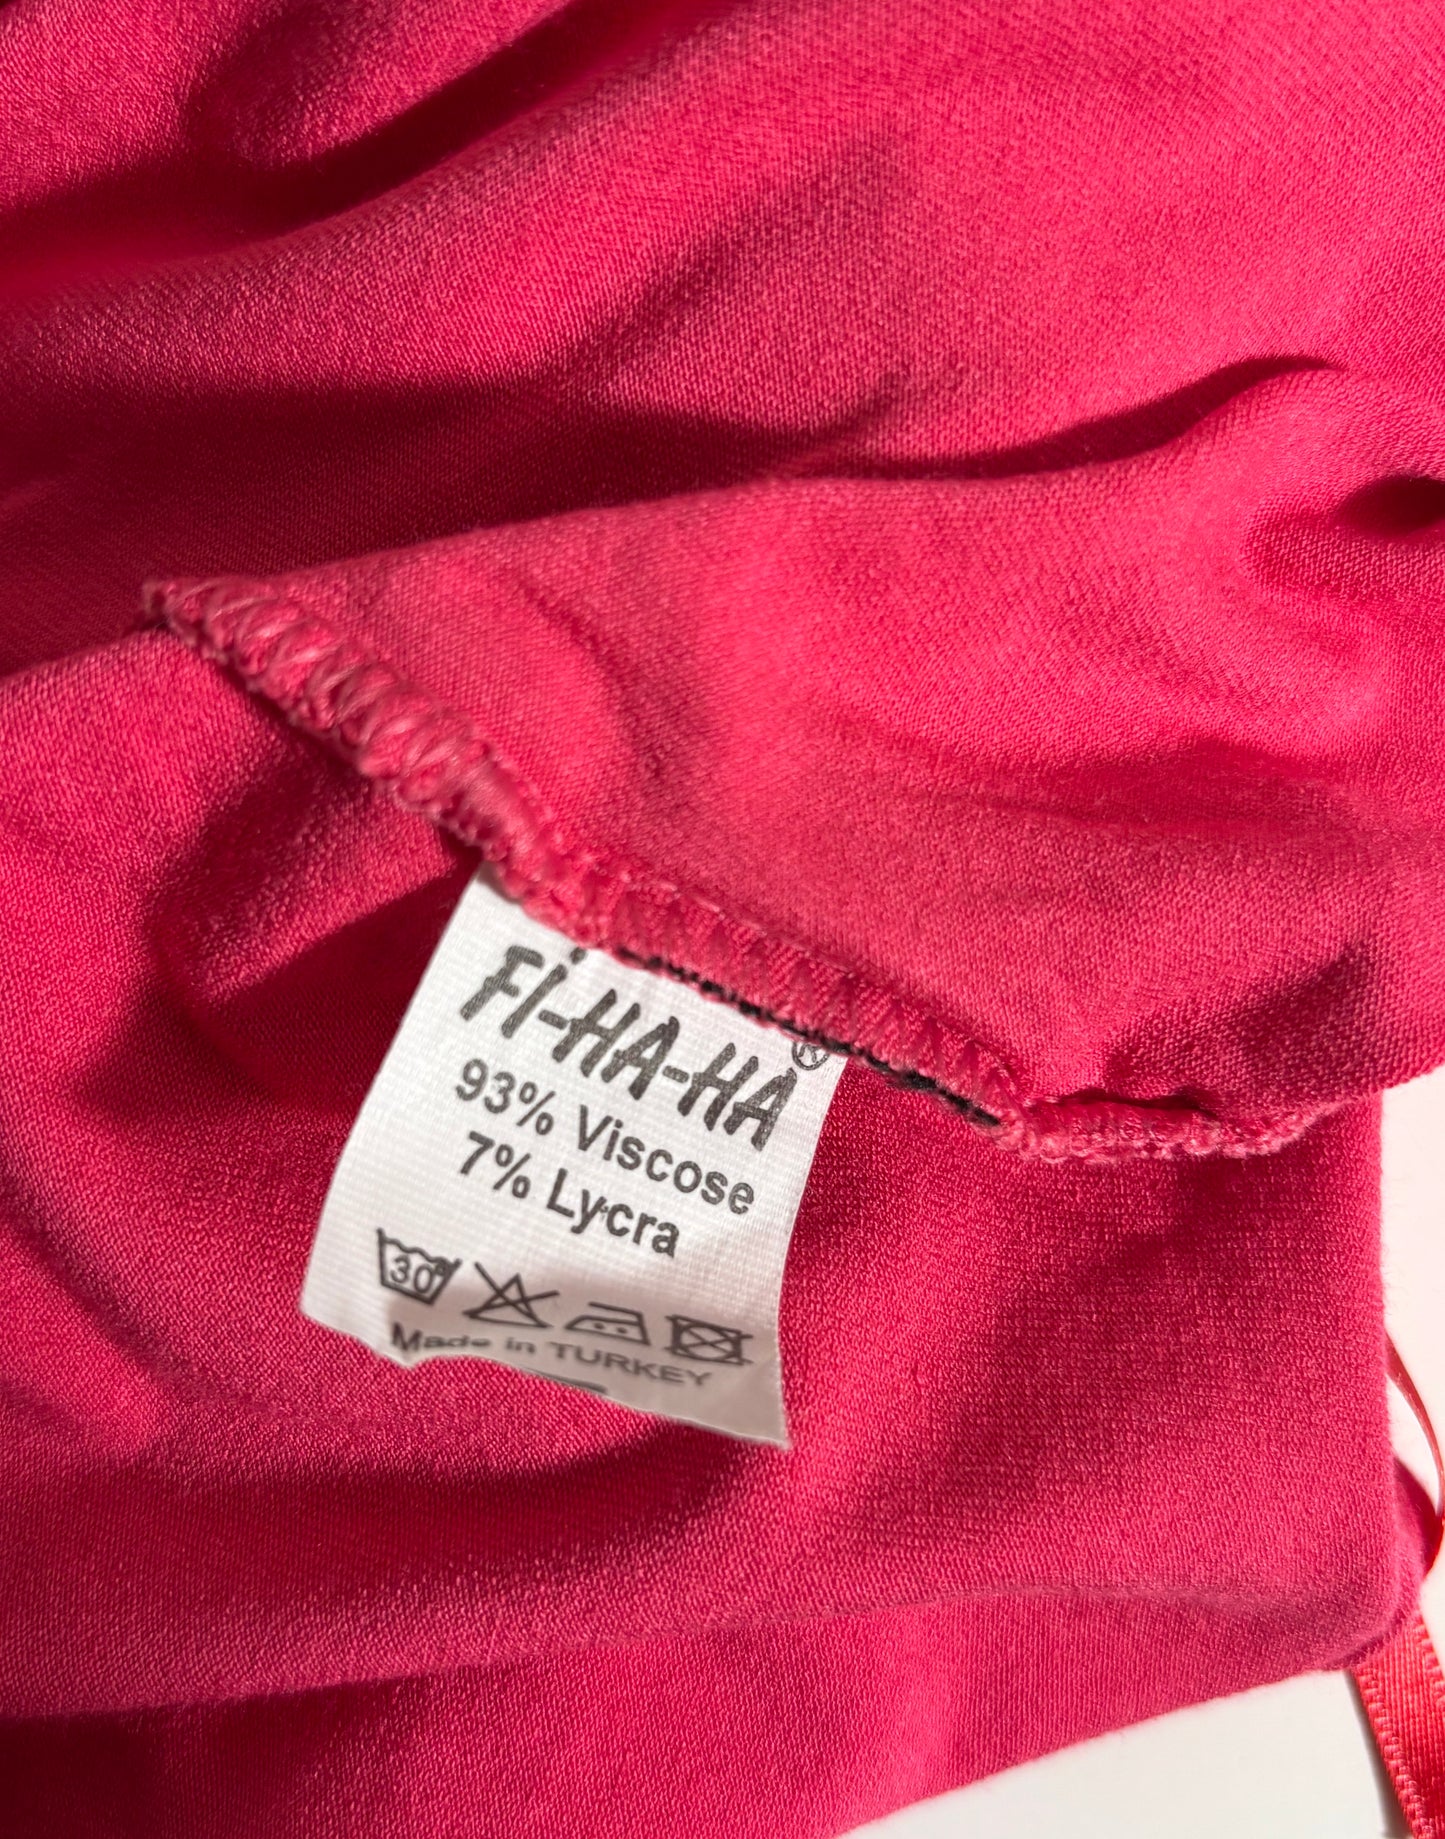 Fİ-HA-HA®
93% Viscose
7% Lycra
30°
Made in TURKEY